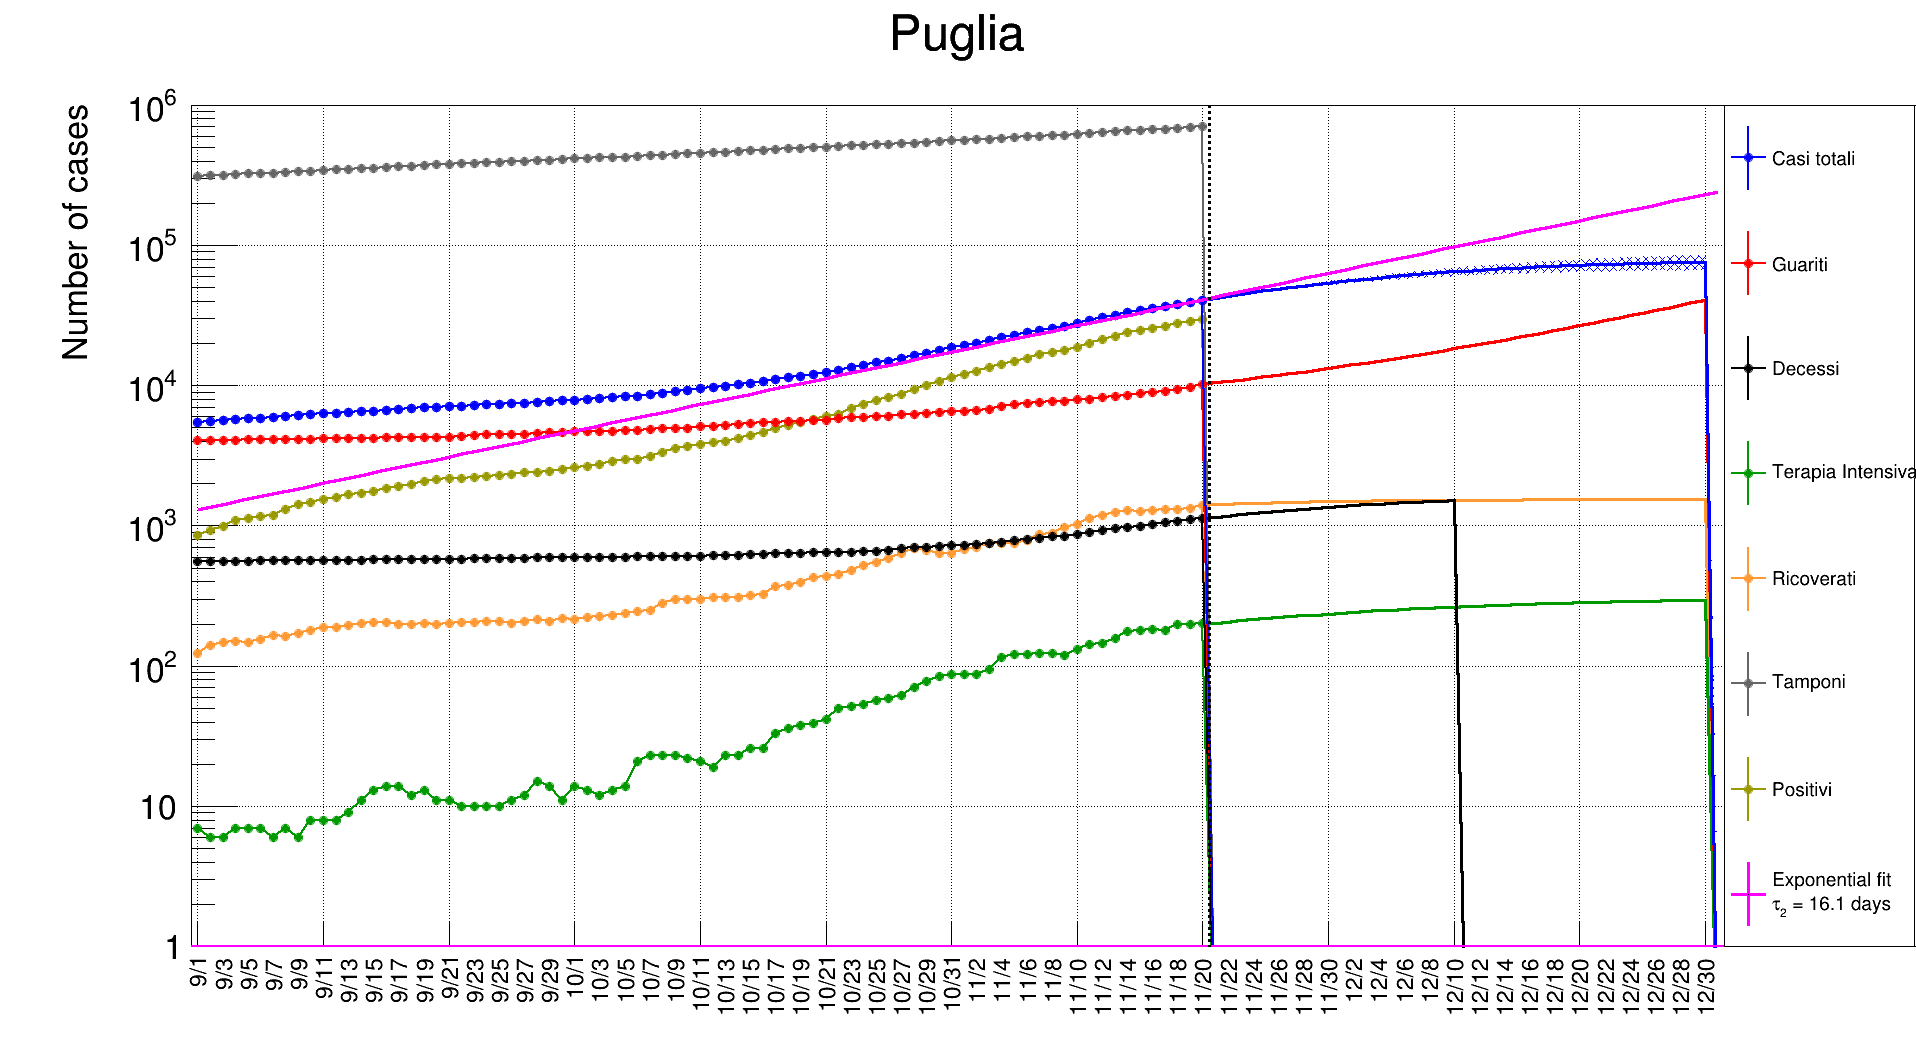 Puglia
Number of cases
10^6
10^5
10^4
10^3
10^2
10
1
9/1 9/3 9/5 9/7 9/9 9/11 9/13 9/15 9/17 9/19 9/21 9/23 9/25 9/27 9/29 10/1 10/3 10/5 10/7 10/9 10/11 10/13 10/15 10/17 10/19 10/21 10/23 10/25 10/27 10/29 10/31 11/2 11/4 11/6 11/8 11/10 11/12 11/14 11/16 11/18 11/20 11/22 11/24 11/26 11/28 11/30 12/2 12/4 12/6 12/8 12/10 12/12 12/14 12/16 12/18 12/20 12/22 12/24 12/26 12/28 12/30
Casi totali
Guariti
Decessi
Terapia Intensiva
Ricoverati
Tamponi
Positivi
Exponential fit
τ2 = 16.1 days